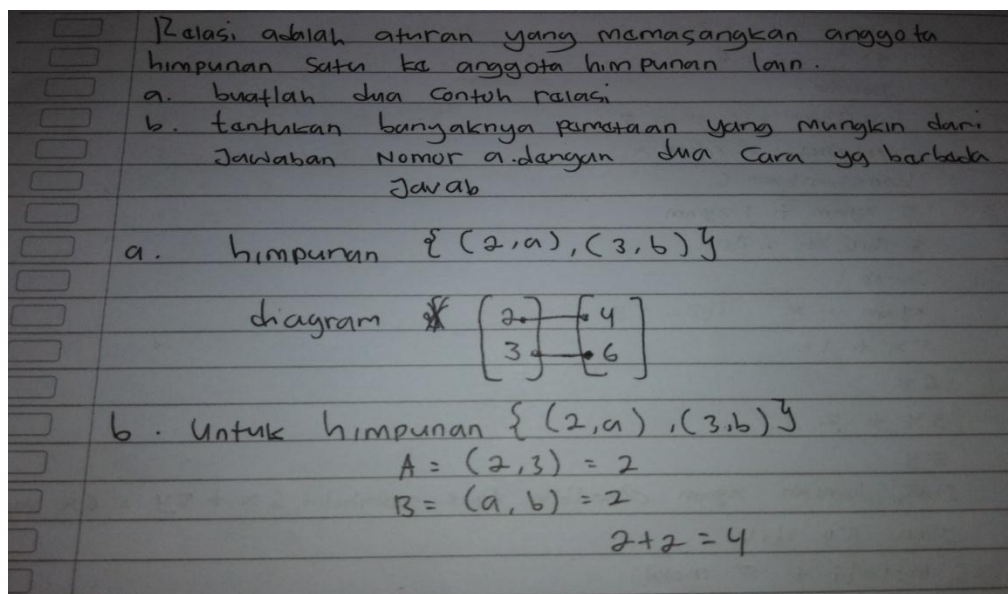 Relasi adalah aturan yang memasangkan anggota
himpunan satu ke anggota himpunan lain.
a. buatlah dua contoh relasi
b. tentukan banyaknya pemetaan yang mungkin dari
Jawaban Nomor a. dengan dua cara yg berbeda
Jawab
a. himpunan { (2,a), (3,b) }
diagram [ 2 ] [ 4 ]
[ 3 ] [ 6 ]
b. Untuk himpunan { (2,a), (3,b) }
A = (2,3) = 2
B = (a,b) = 2
2+2 = 4